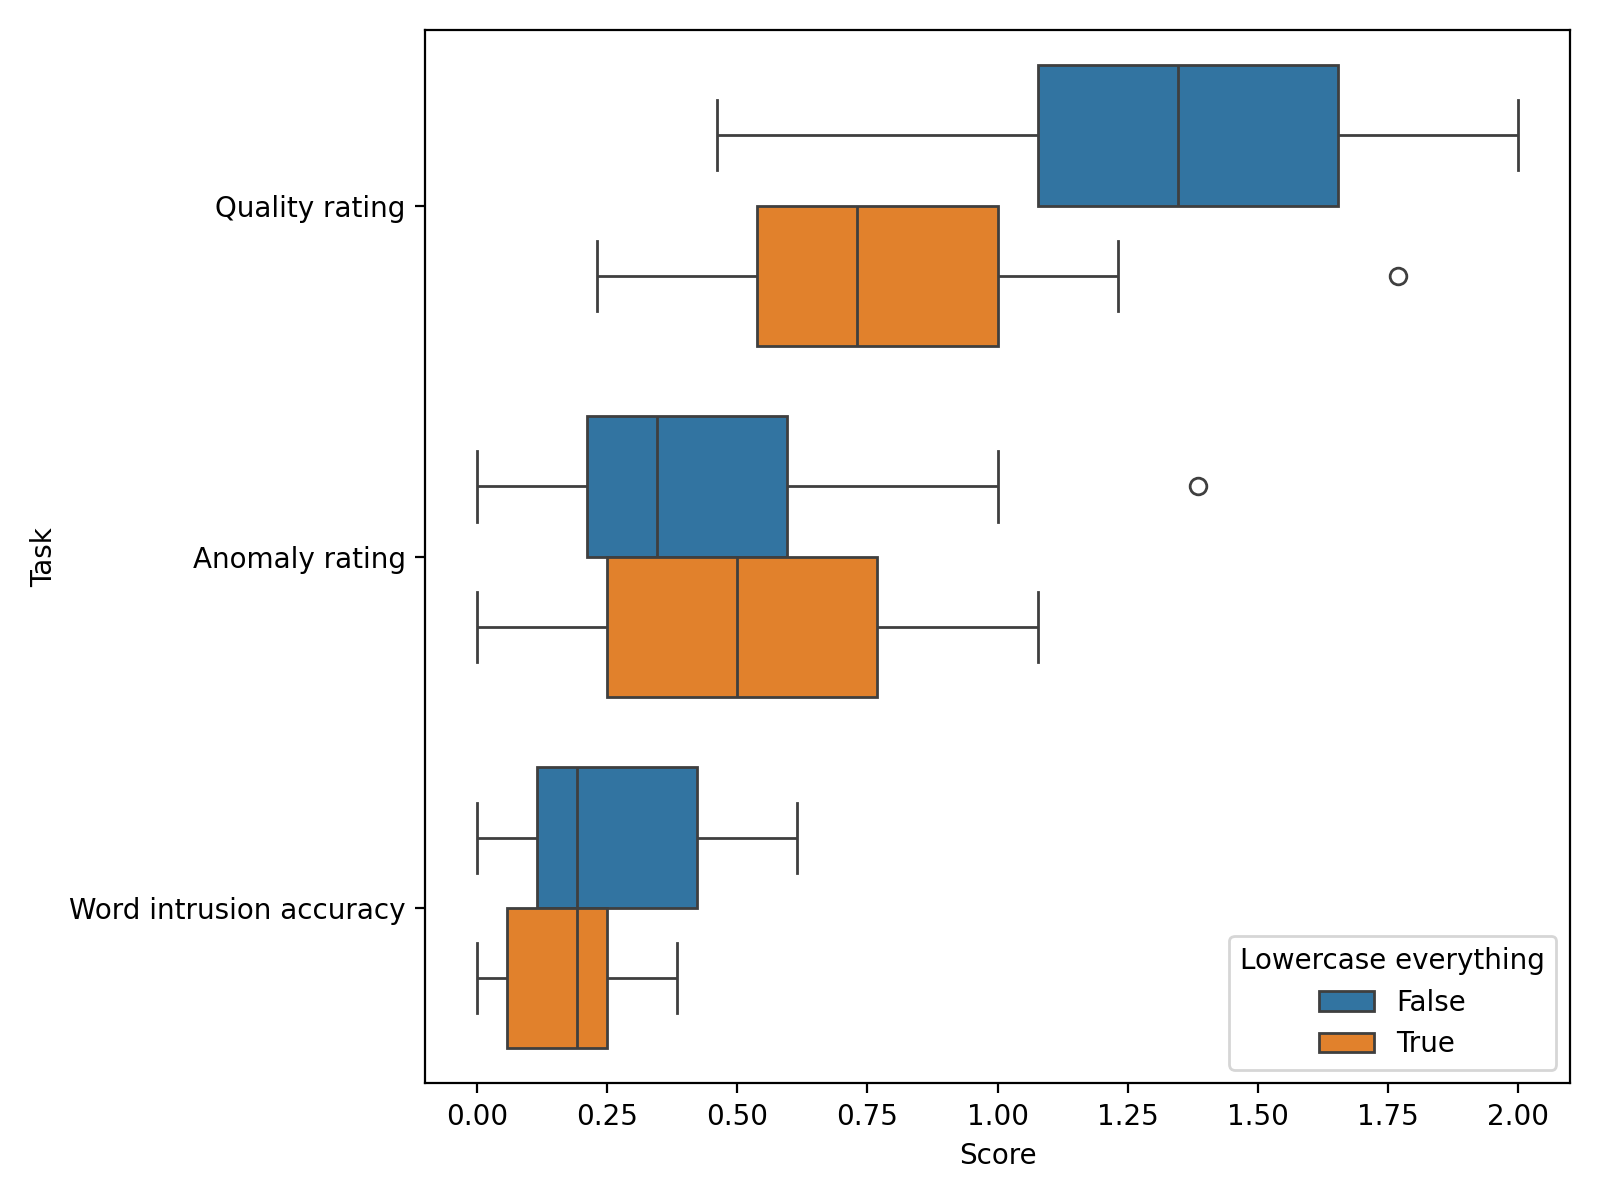 Quality rating
Anomaly rating
Word intrusion accuracy
Task
Lowercase everything
False
True
0.00 0.25 0.50 0.75 1.00 1.25 1.50 1.75 2.00
Score